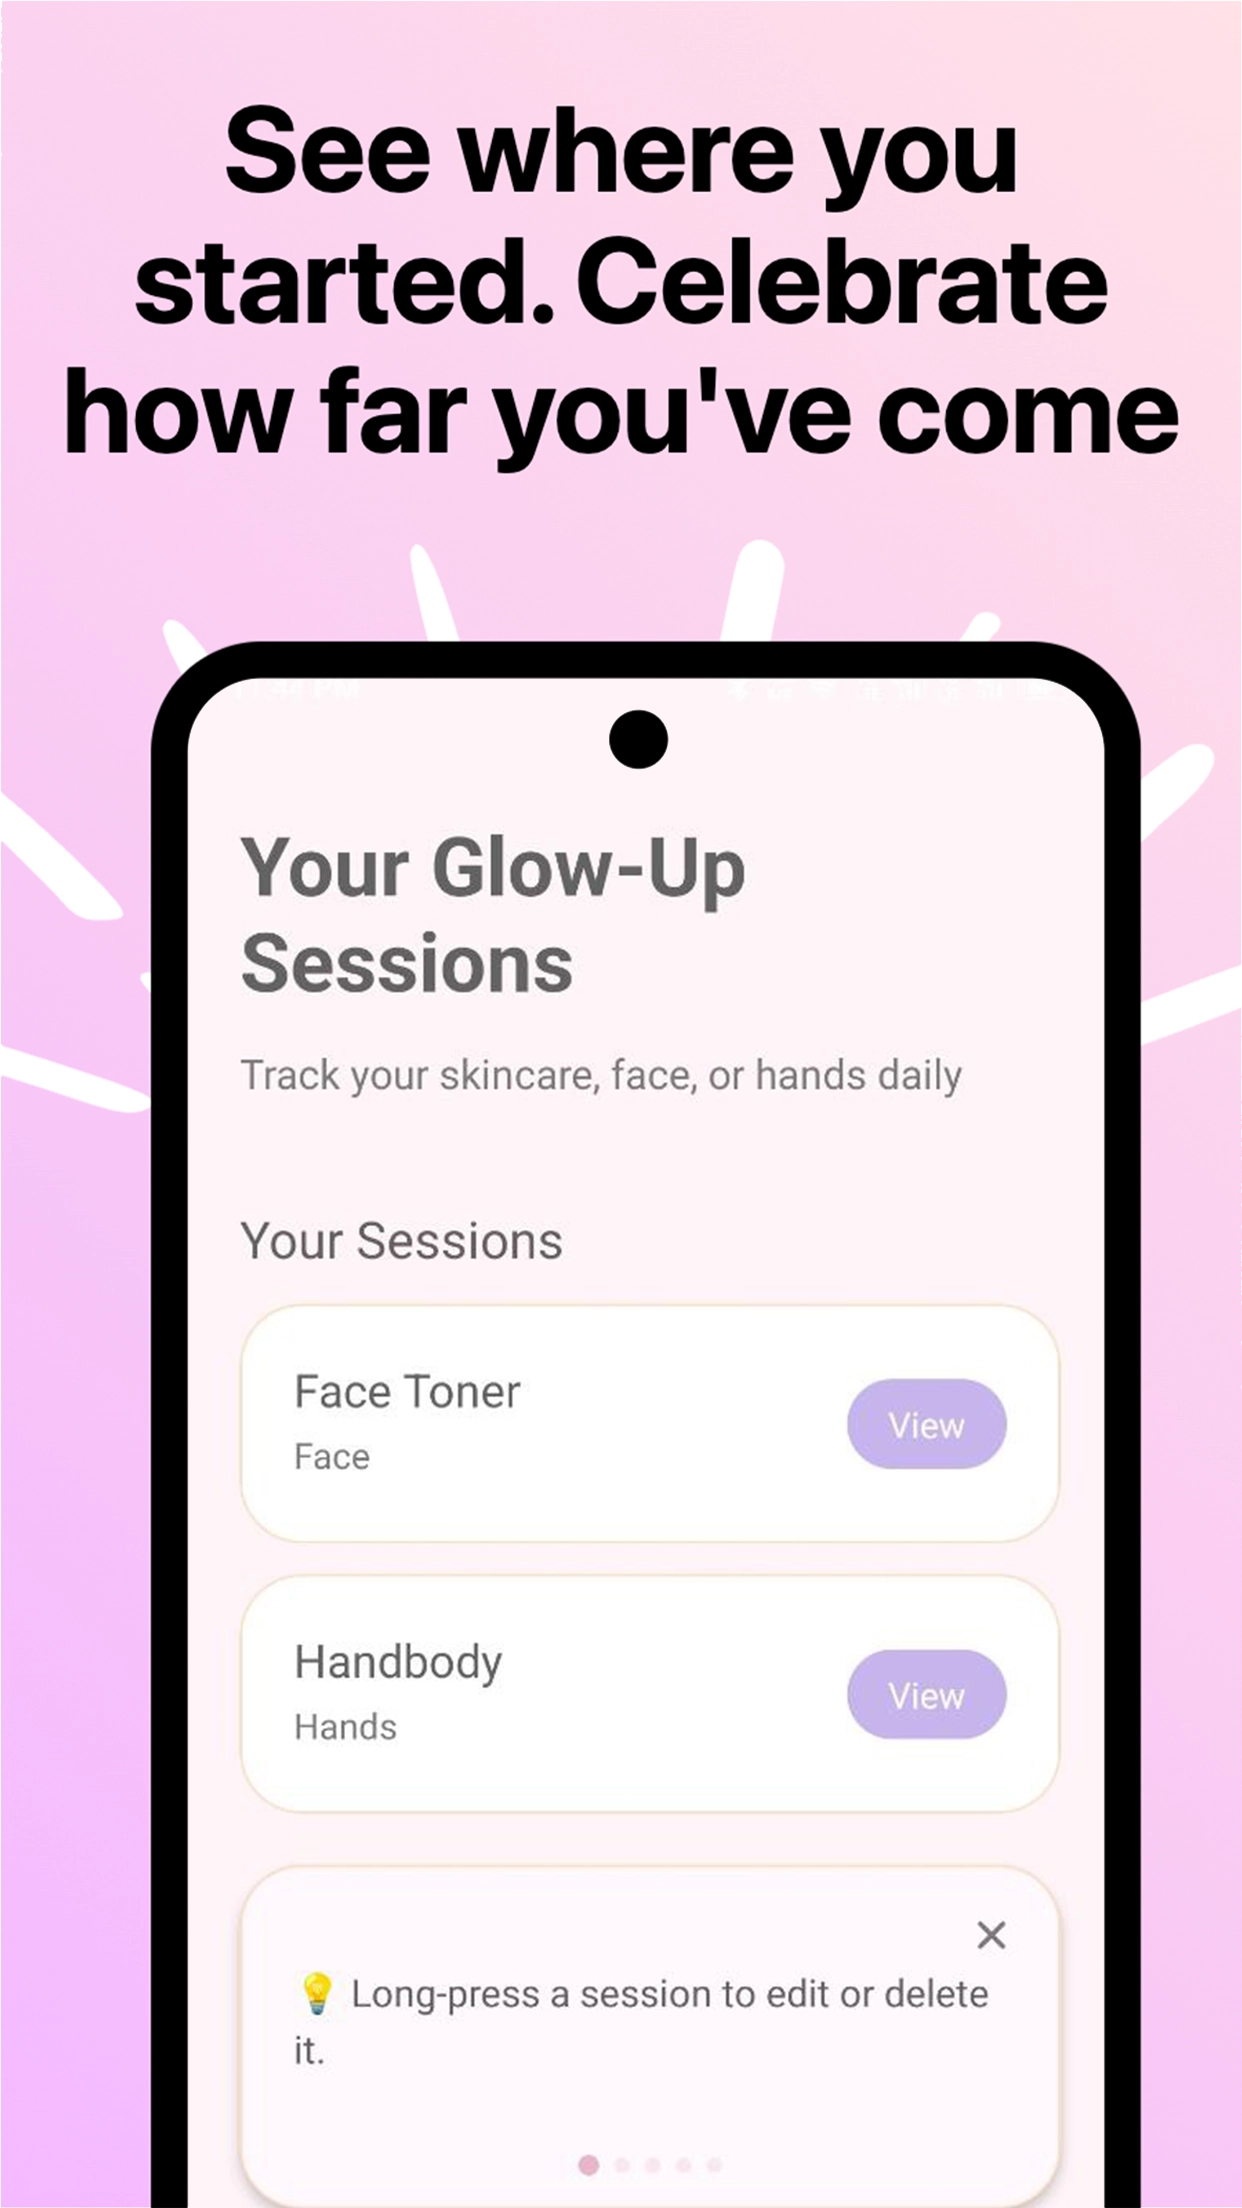 See where you
started. Celebrate
how far you've come
Your Glow-Up
Sessions
Track your skincare, face, or hands daily
Your Sessions
Face Toner
Face
View
Handbody
Hands
View
💡 Long-press a session to edit or delete
it.